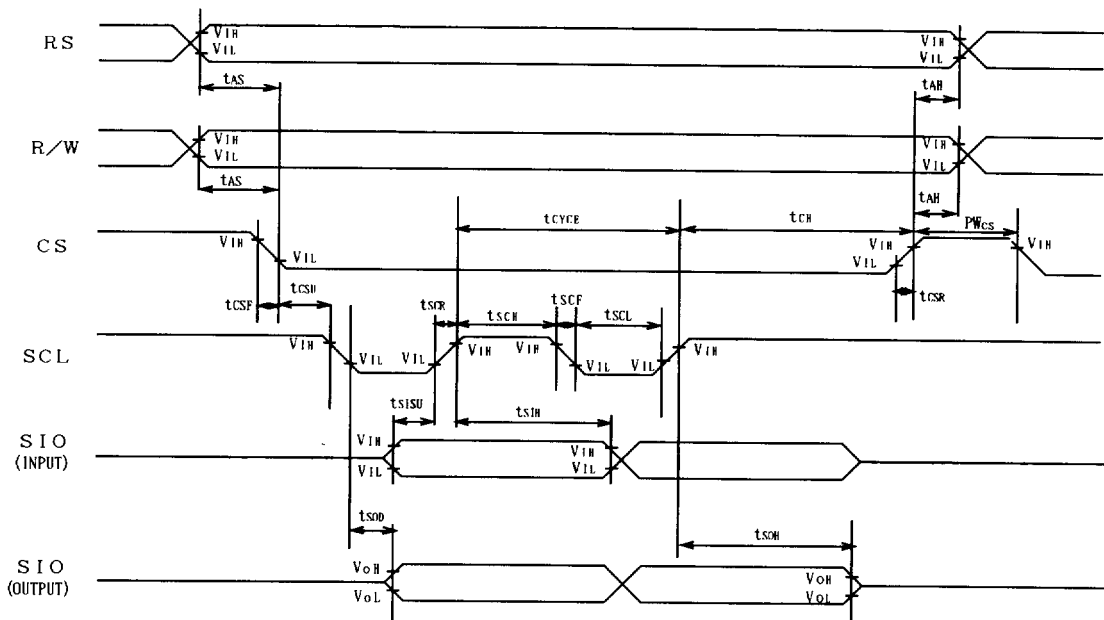 RS
VIH
VIL
VIH
VIL
tAS
tAH
R/W
VIH
VIL
VIH
VIL
tAS
tAH
CS
VIH
VIL
tCYCE
tCH
PWCS
VIH
VIL
VIH
tCSF
tCSU
tCSR
SCL
VIH
VIL
VIL
tSCR
tSCH
tSCF
tSCL
VIH
VIH
VIL
VIL
VIH
SIO
(INPUT)
tSISU
tSIH
VIH
VIL
VIH
VIL
tSOD
tSOH
SIO
(OUTPUT)
VOH
VOL
VOH
VOL